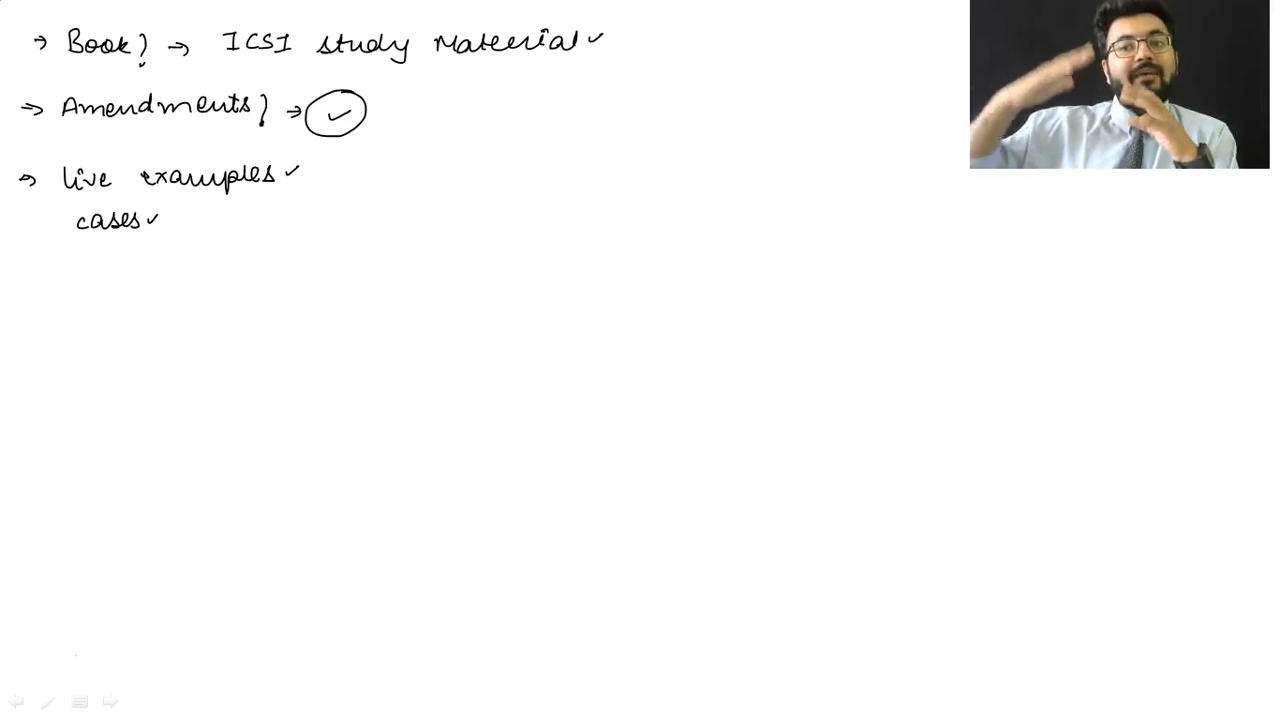 → Book? → ICSI study Material ✓
→ Amendments? → ✓
→ live examples ✓
cases ✓